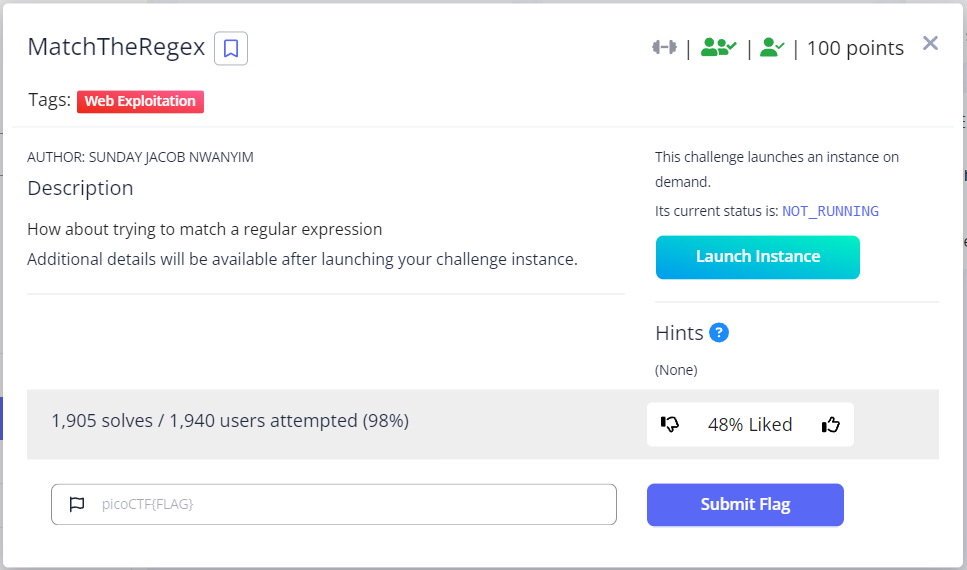 MatchTheRegex
| | | 100 points
Tags: Web Exploitation
AUTHOR: SUNDAY JACOB NWANYIM
Description
How about trying to match a regular expression
Additional details will be available after launching your challenge instance.
This challenge launches an instance on
demand.
Its current status is: NOT_RUNNING
Launch Instance
Hints ?
(None)
1,905 solves / 1,940 users attempted (98%)
48% Liked
picoCTF{FLAG}
Submit Flag